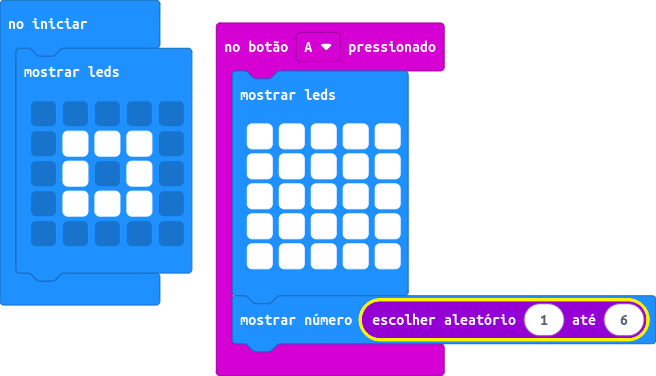 no iniciar
mostrar leds
no botão A pressionado
mostrar leds
mostrar número escolher aleatório 1 até 6